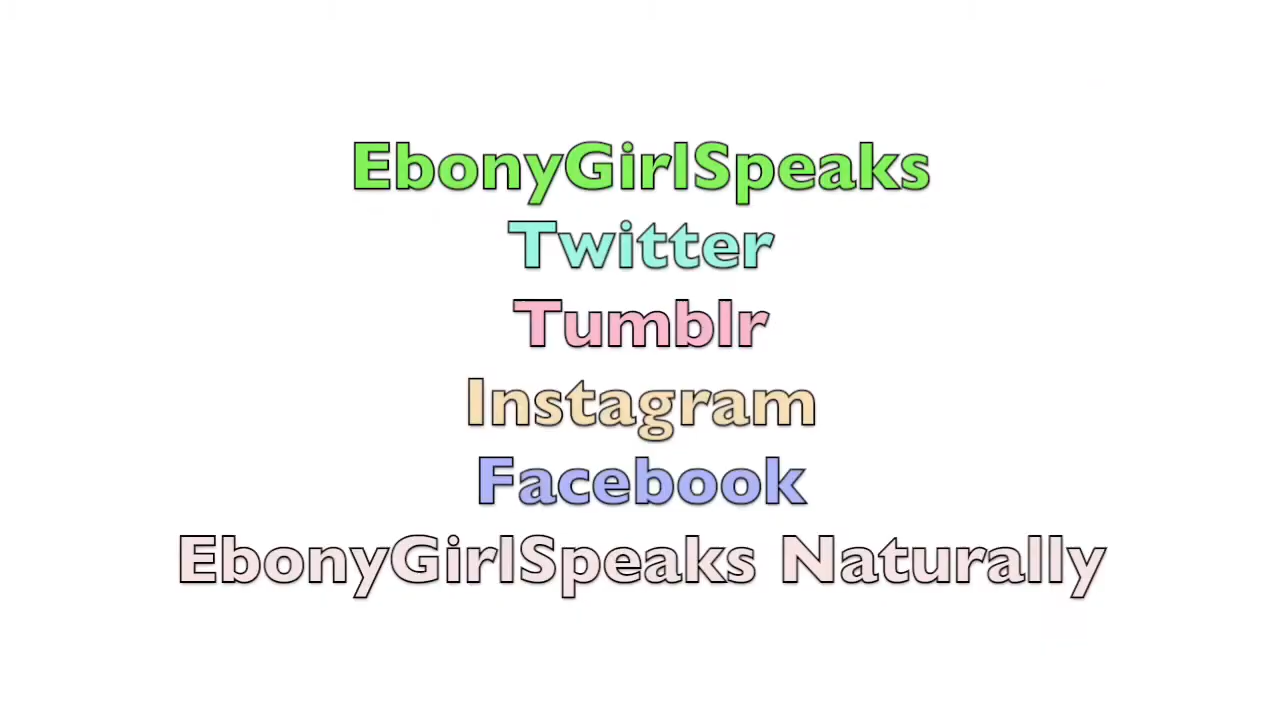 EbonyGirlSpeaks
Twitter
Tumblr
Instagram
Facebook
EbonyGirlSpeaks Naturally